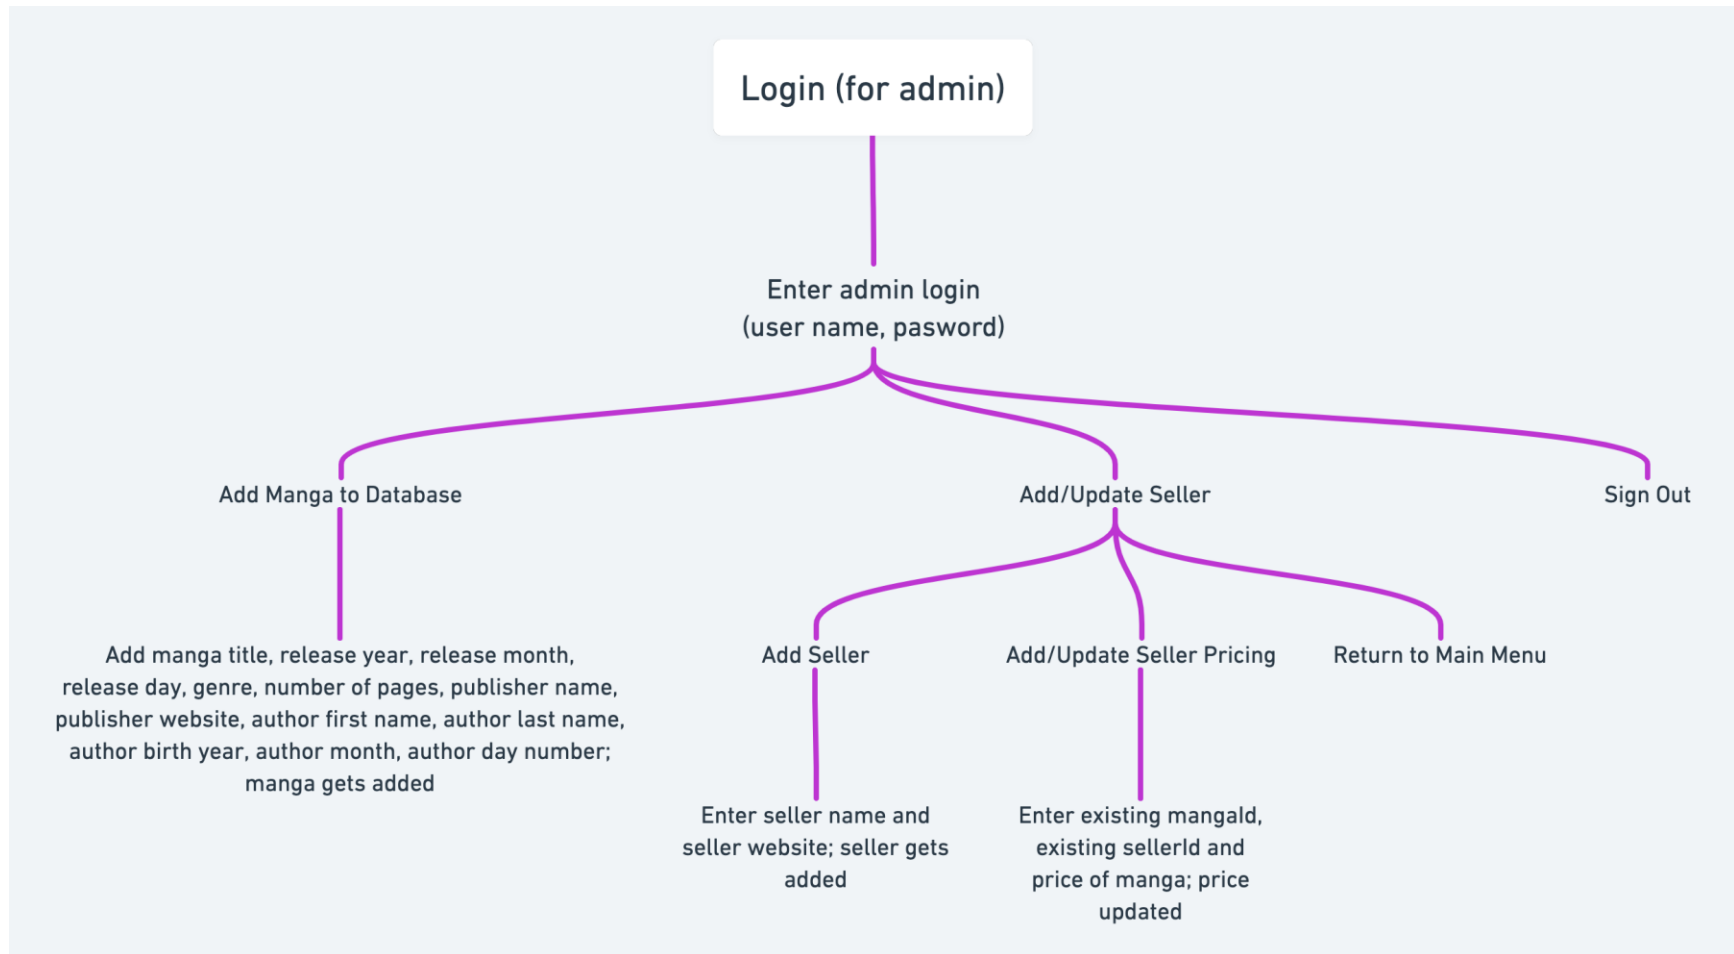 Login (for admin)
Enter admin login
(user name, pasword)
Add Manga to Database
Add/Update Seller
Sign Out
Add manga title, release year, release month,
release day, genre, number of pages, publisher name,
publisher website, author first name, author last name,
author birth year, author month, author day number;
manga gets added
Add Seller
Add/Update Seller Pricing
Return to Main Menu
Enter seller name and
seller website; seller gets
added
Enter existing mangaId,
existing sellerId and
price of manga; price
updated